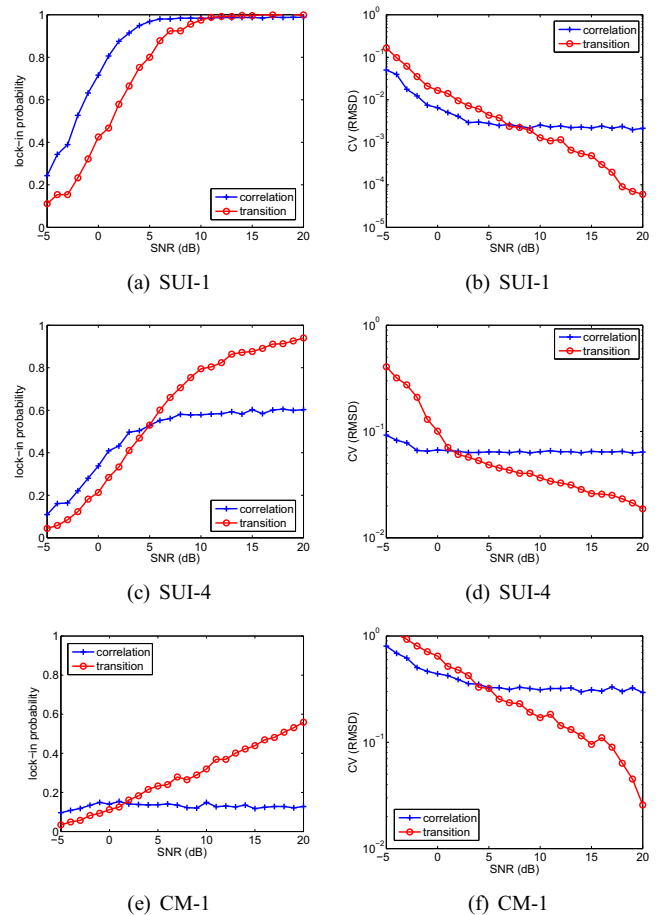 1
0.8
0.6
0.4
0.2
0
lock-in probability
−5 0 5 10 15 20
SNR (dB)
correlation
transition
(a) SUI-1
10^0
10^−1
10^−2
10^−3
10^−4
10^−5
CV (RMSD)
−5 0 5 10 15 20
SNR (dB)
correlation
transition
(b) SUI-1
1
0.8
0.6
0.4
0.2
0
lock-in probability
−5 0 5 10 15 20
SNR (dB)
correlation
transition
(c) SUI-4
10^0
10^−1
10^−2
CV (RMSD)
−5 0 5 10 15 20
SNR (dB)
correlation
transition
(d) SUI-4
1
0.8
0.6
0.4
0.2
0
lock-in probability
−5 0 5 10 15 20
SNR (dB)
correlation
transition
(e) CM-1
10^0
10^−1
10^−2
CV (RMSD)
−5 0 5 10 15 20
SNR (dB)
correlation
transition
(f) CM-1